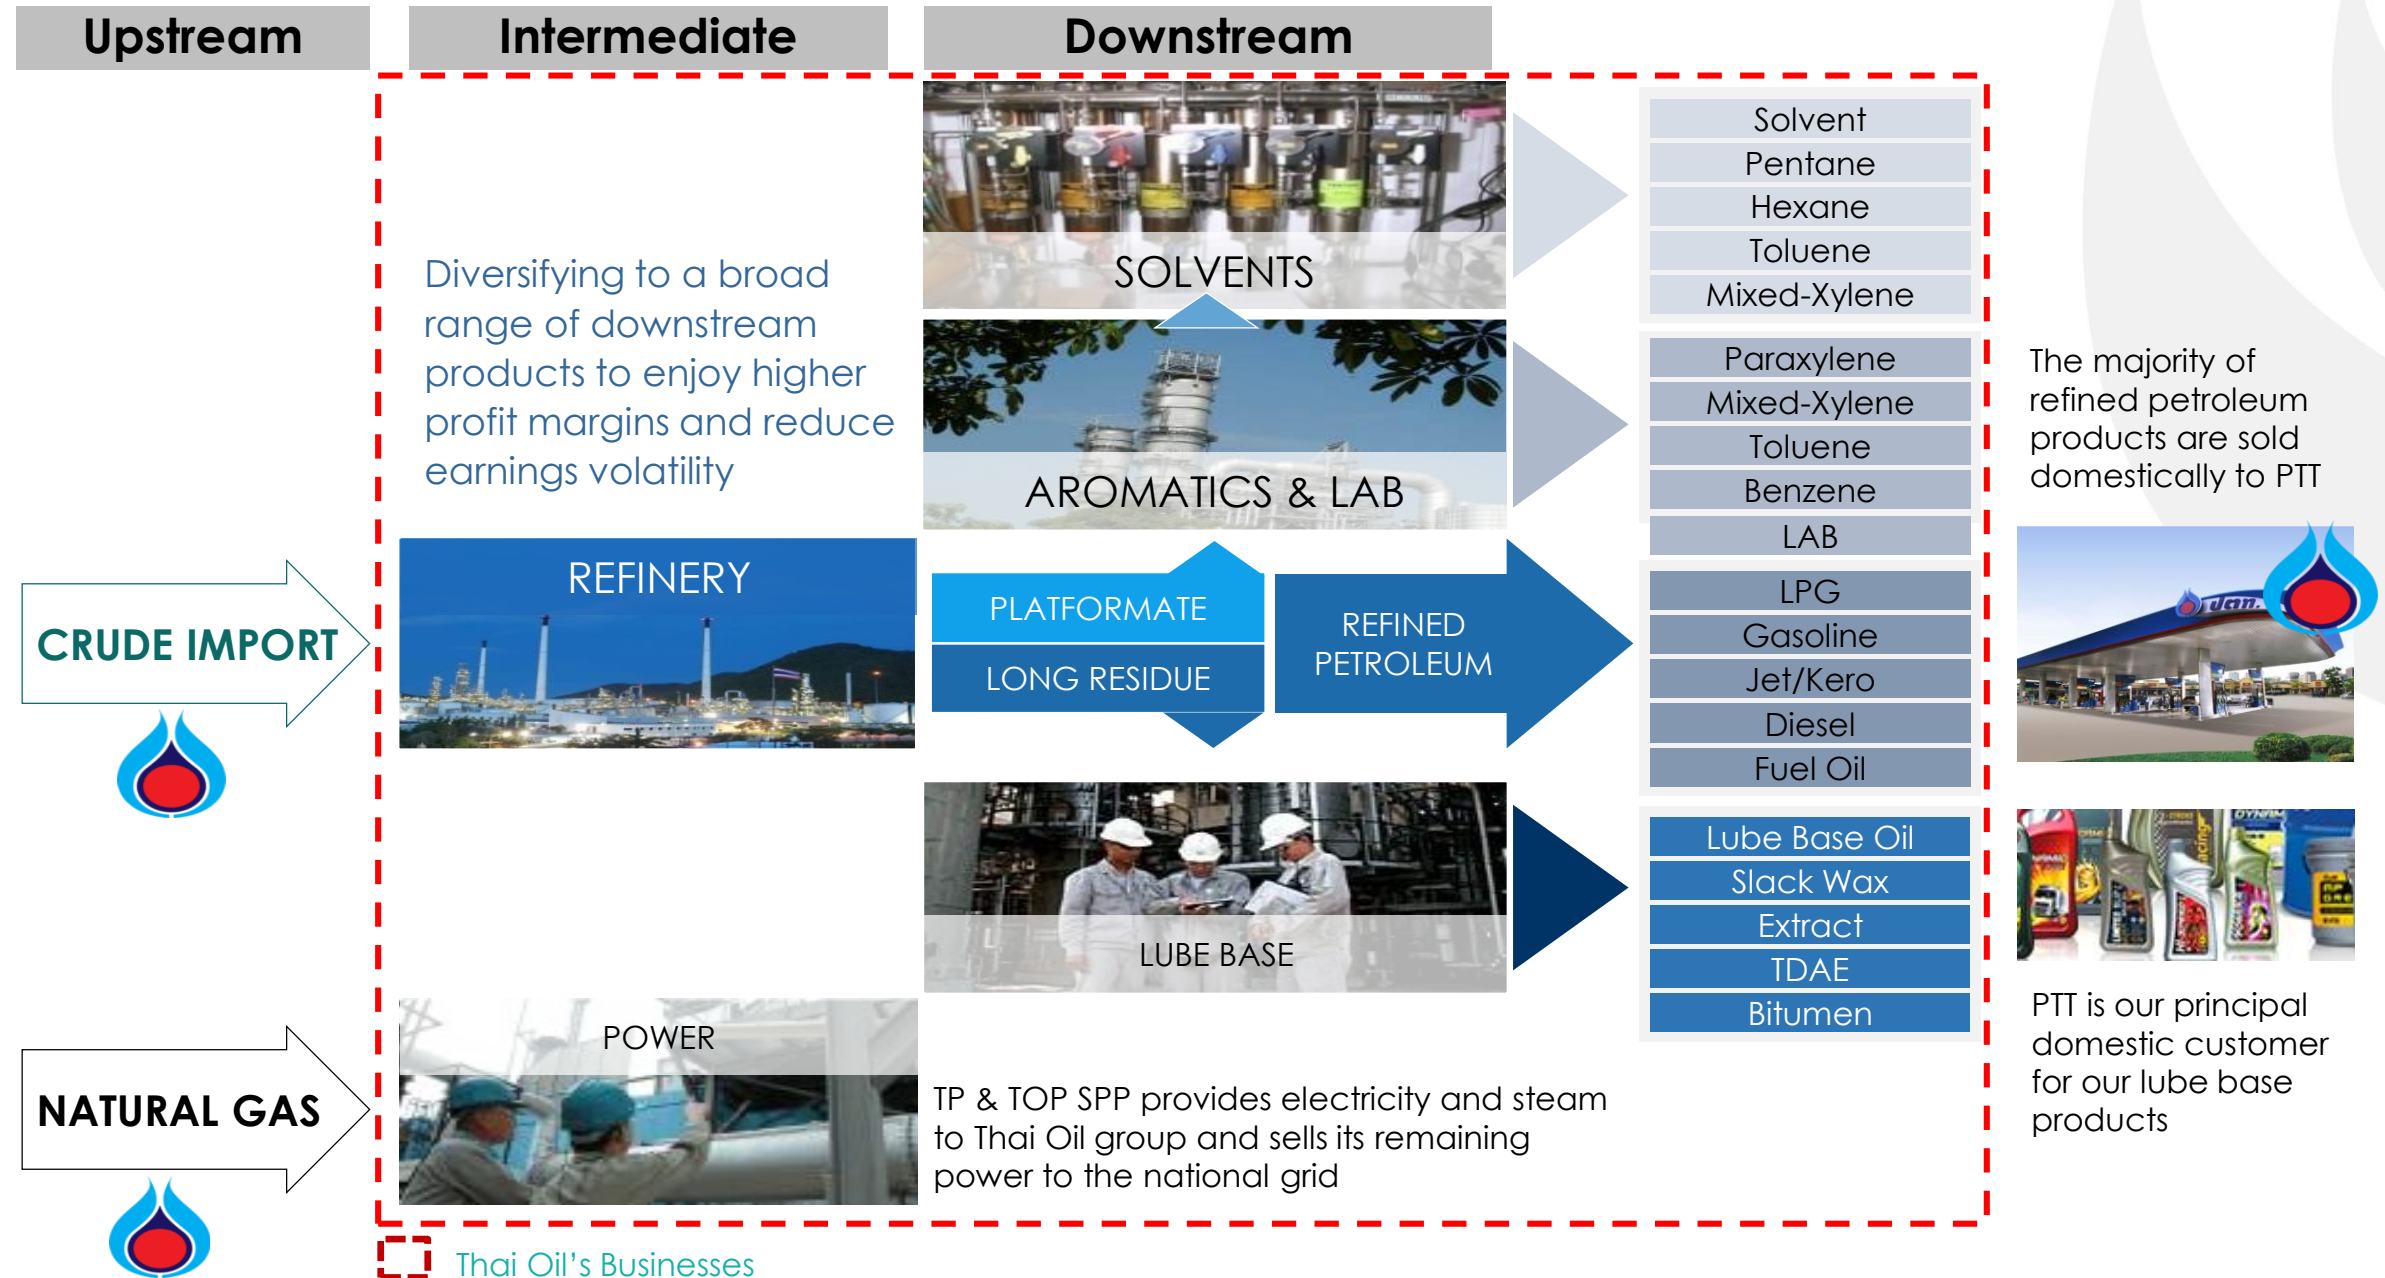 Upstream
Intermediate
Downstream
Diversifying to a broad
range of downstream
products to enjoy higher
profit margins and reduce
earnings volatility
SOLVENTS
Solvent
Pentane
Hexane
Toluene
Mixed-Xylene
AROMATICS & LAB
Paraxylene
Mixed-Xylene
Toluene
Benzene
LAB
CRUDE IMPORT
REFINERY
PLATFORMATE
LONG RESIDUE
REFINED
PETROLEUM
LPG
Gasoline
Jet/Kero
Diesel
Fuel Oil
The majority of
refined petroleum
products are sold
domestically to PTT
LUBE BASE
Lube Base Oil
Slack Wax
Extract
TDAE
Bitumen
PTT is our principal
domestic customer
for our lube base
products
NATURAL GAS
POWER
TP & TOP SPP provides electricity and steam
to Thai Oil group and sells its remaining
power to the national grid
Thai Oil's Businesses